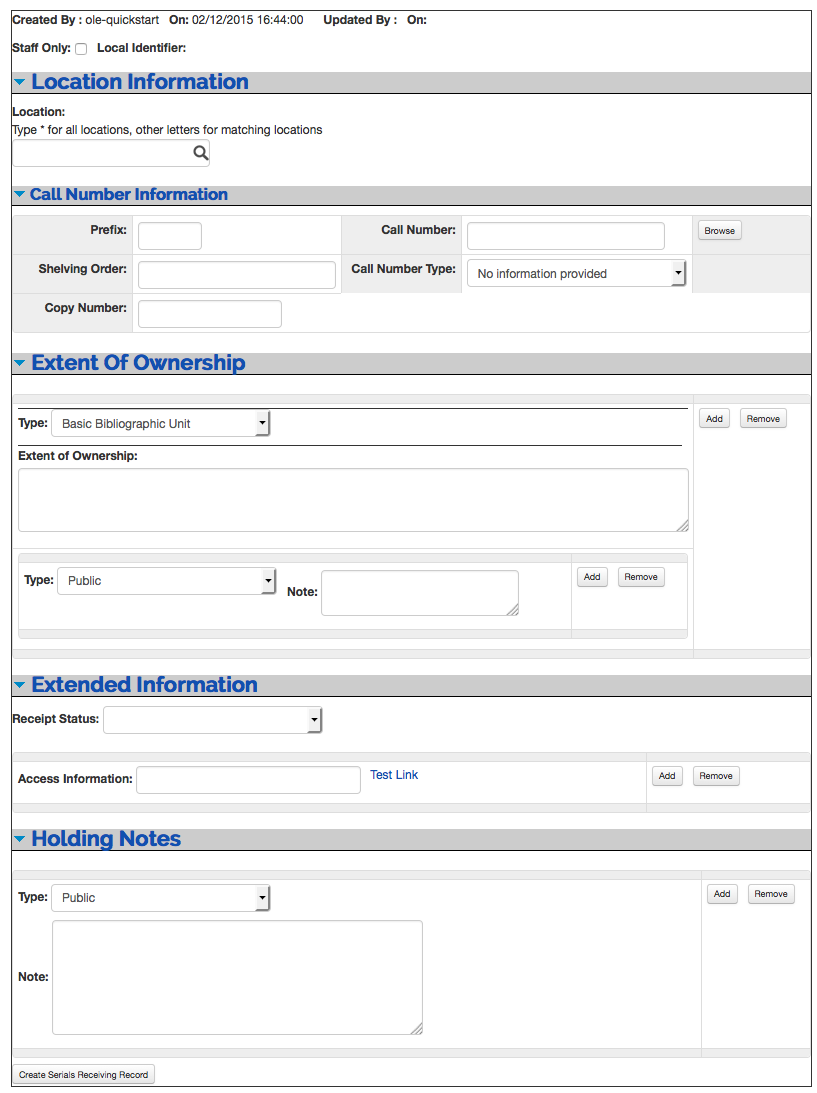 Created By : ole-quickstart On: 02/12/2015 16:44:00 Updated By : On:
Staff Only: Local Identifier:
Location Information
Location:
Type * for all locations, other letters for matching locations
Call Number Information
Prefix: Call Number: Browse
Shelving Order: Call Number Type: No information provided
Copy Number:
Extent Of Ownership
Type: Basic Bibliographic Unit Add Remove
Extent of Ownership:
Type: Public Note: Add Remove
Extended Information
Receipt Status:
Access Information: Test Link Add Remove
Holding Notes
Type: Public Add Remove
Note:
Create Serials Receiving Record